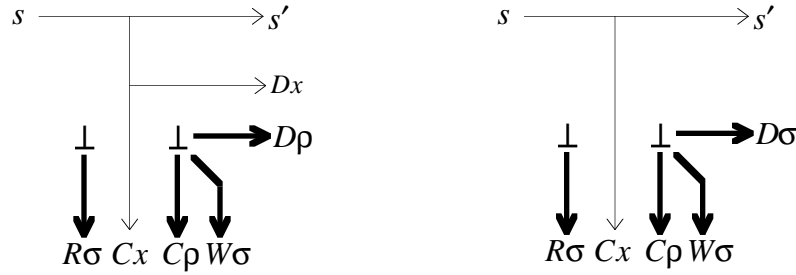 s s′ s s′
Dx
⊥ ⊥ Dρ ⊥ ⊥ Dσ
Rσ Cx Cρ Wσ Rσ Cx Cρ Wσ